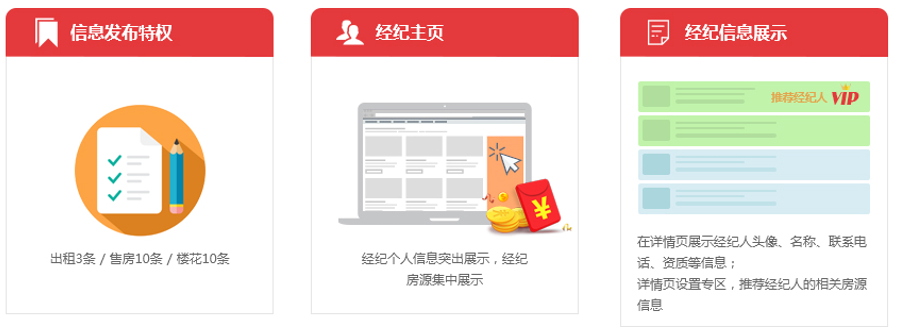 信息发布特权
出租3条 / 售房10条 / 楼花10条
经纪主页
¥
经纪个人信息突出展示，经纪
房源集中展示
经纪信息展示
推荐经纪人 VIP
在详情页展示经纪人头像、名称、联系电
话、资质等信息；
详情页设置专区，推荐经纪人的相关房源
信息